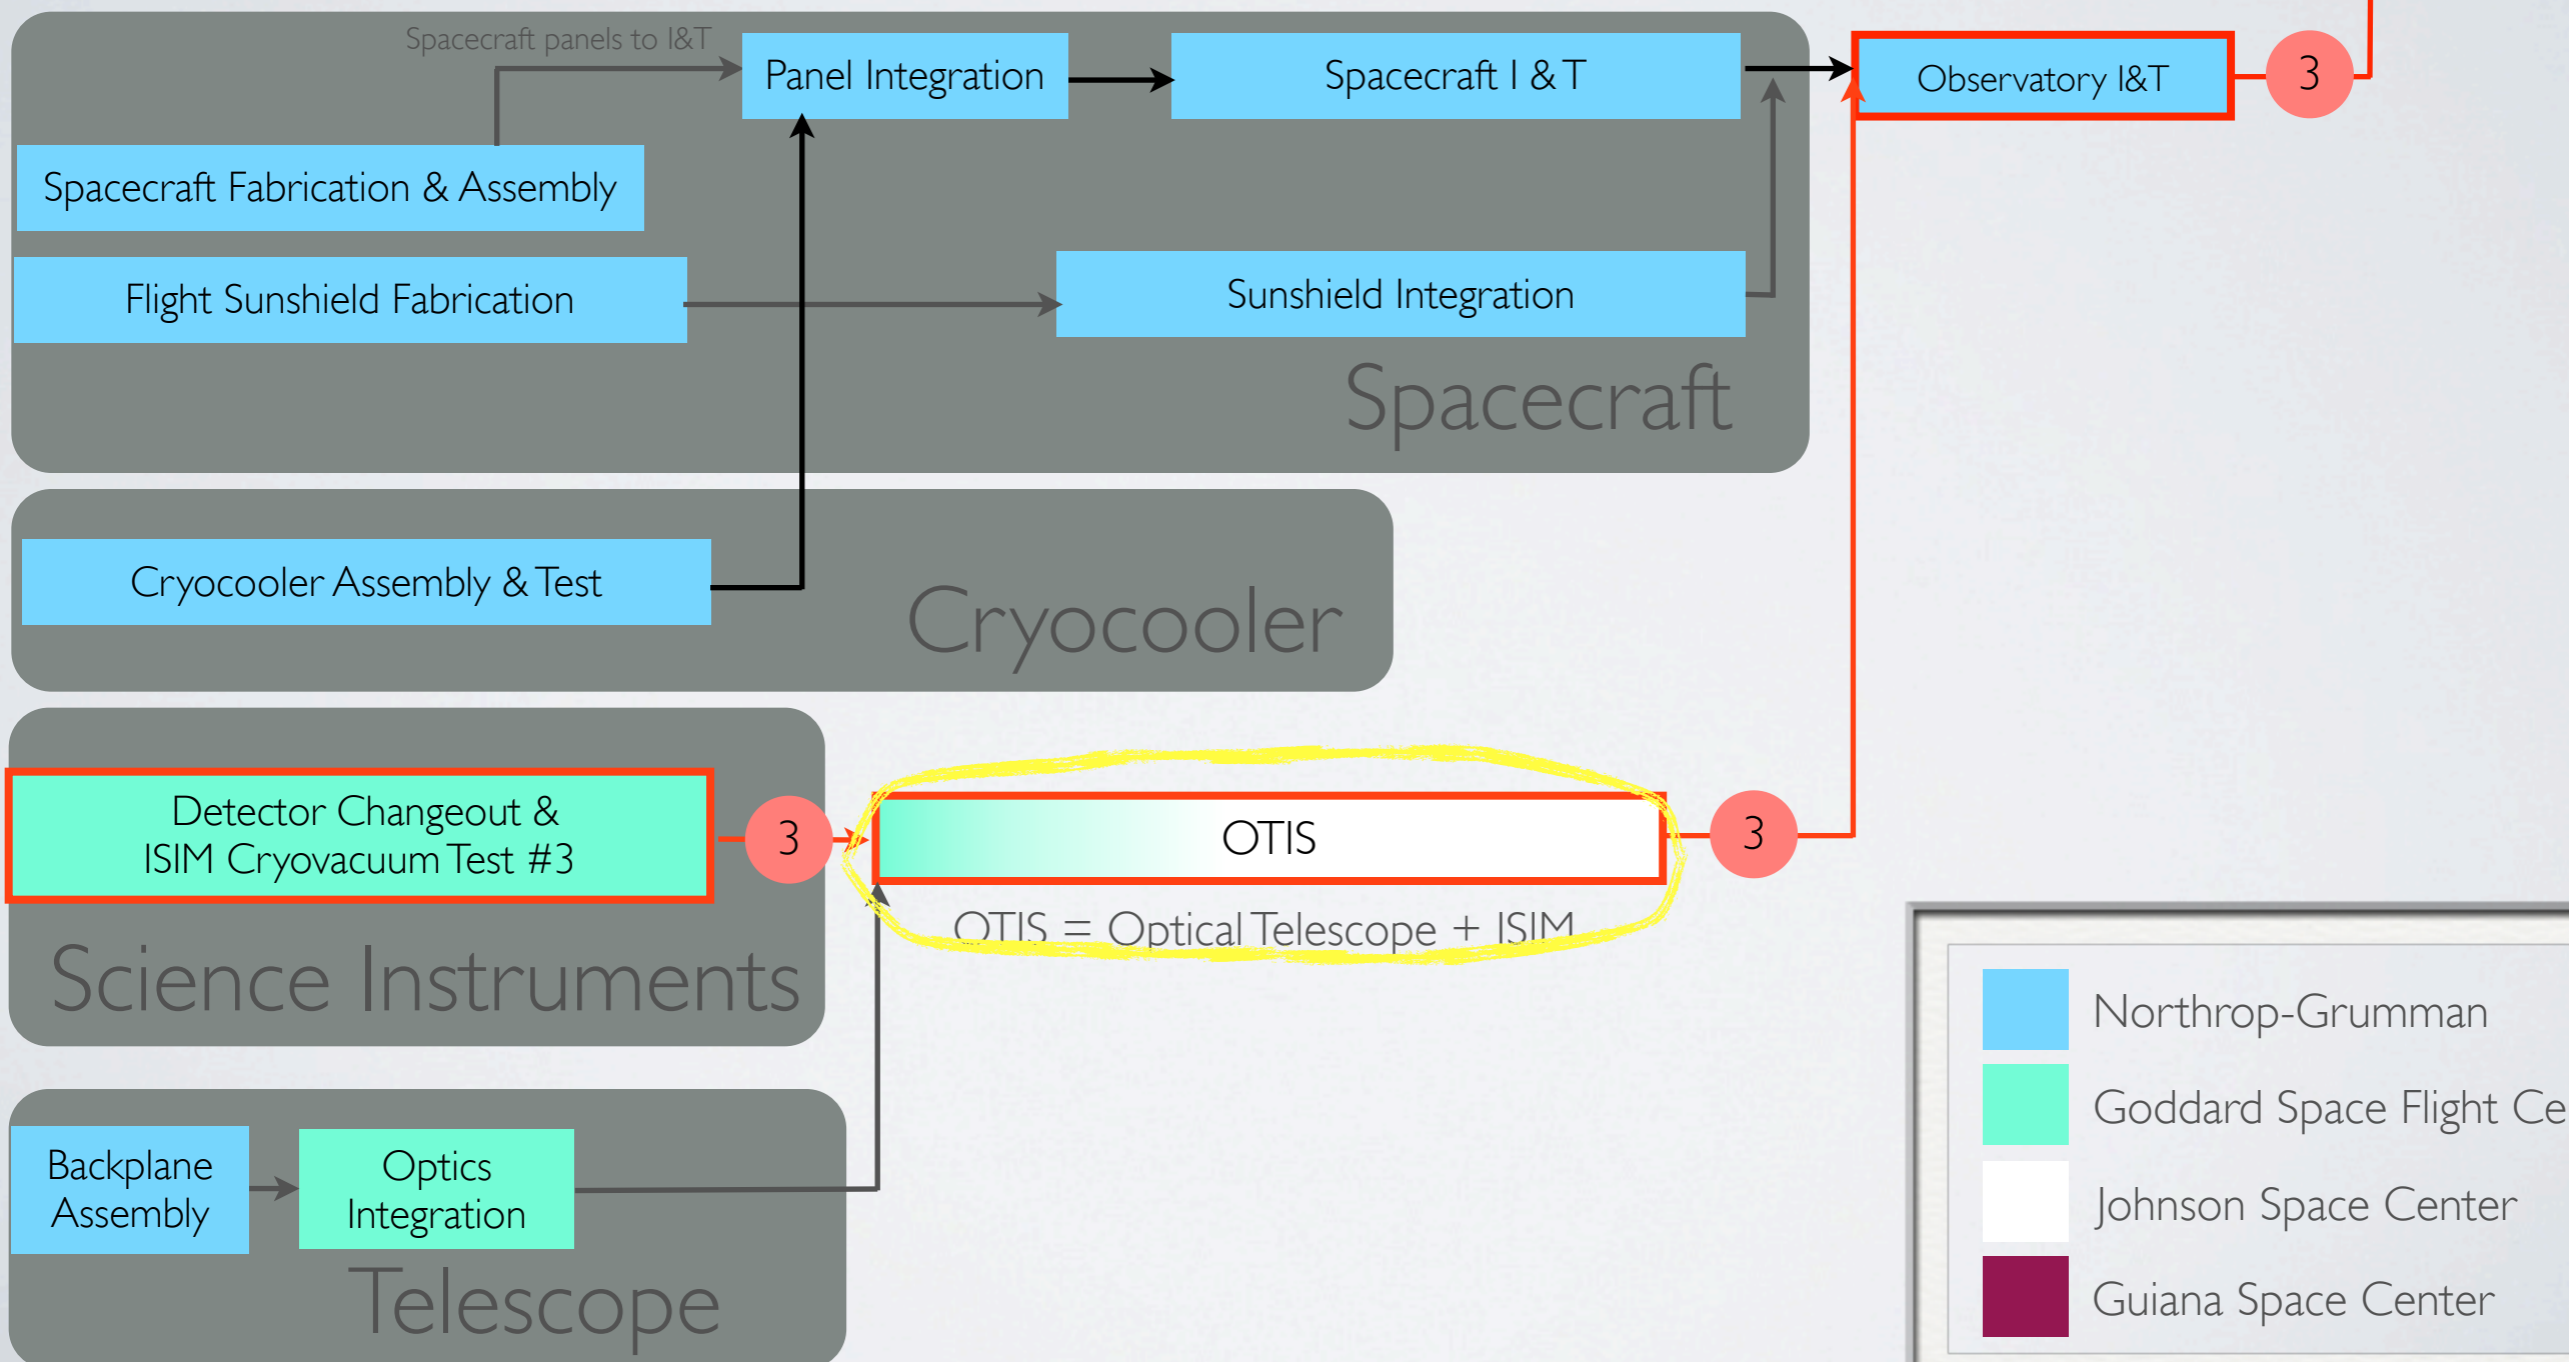 Spacecraft panels to I&T
Panel Integration
Spacecraft I & T
Observatory I&T
3
Spacecraft Fabrication & Assembly
Flight Sunshield Fabrication
Sunshield Integration
Spacecraft
Cryocooler Assembly & Test
Cryocooler
Detector Changeout &
ISIM Cryovacuum Test #3
3
OTIS
3
OTIS = Optical Telescope + ISIM
Science Instruments
Backplane
Assembly
Optics
Integration
Telescope
Northrop-Grumman
Goddard Space Flight Ce
Johnson Space Center
Guiana Space Center